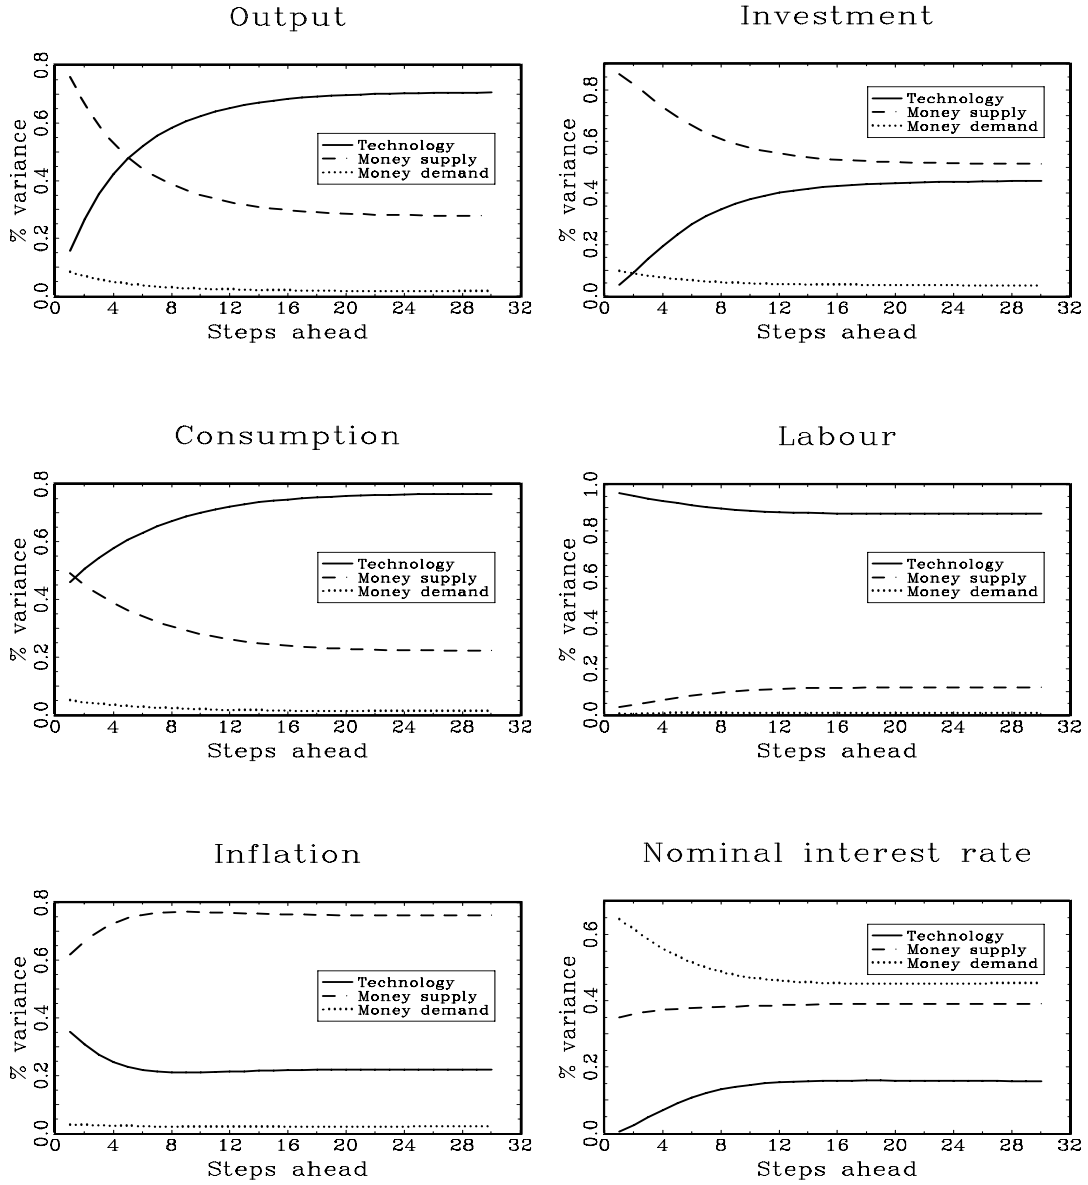 Output
% variance
0.8
0.6
0.4
0.2
0.0
Technology
Money supply
Money demand
0 4 8 12 16 20 24 28 32
Steps ahead
Investment
% variance
0.8
0.6
0.4
0.2
0.0
Technology
Money supply
Money demand
0 4 8 12 16 20 24 28 32
Steps ahead
Consumption
% variance
0.8
0.6
0.4
0.2
0.0
Technology
Money supply
Money demand
0 4 8 12 16 20 24 28 32
Steps ahead
Labour
% variance
1.0
0.8
0.6
0.4
0.2
0.0
Technology
Money supply
Money demand
0 4 8 12 16 20 24 28 32
Steps ahead
Inflation
% variance
0.8
0.6
0.4
0.2
0.0
Technology
Money supply
Money demand
0 4 8 12 16 20 24 28 32
Steps ahead
Nominal interest rate
% variance
0.6
0.4
0.2
0.0
Technology
Money supply
Money demand
0 4 8 12 16 20 24 28 32
Steps ahead